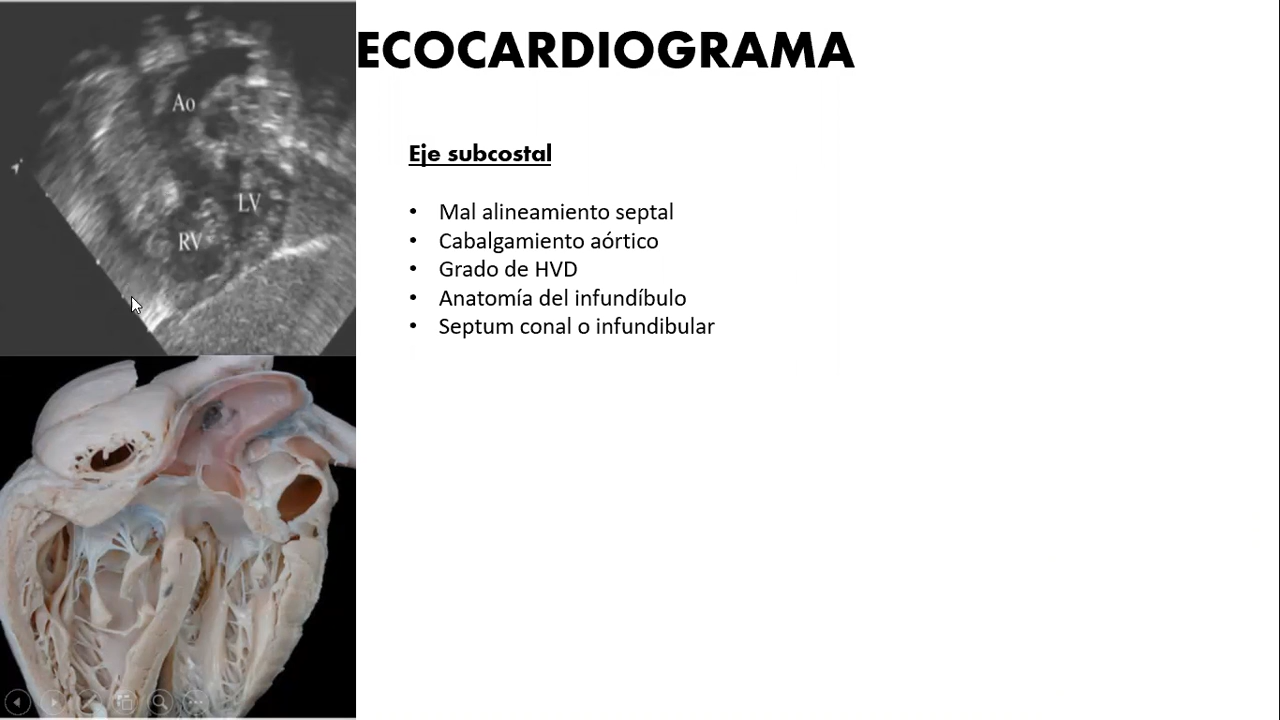 ECOCARDIOGRAMA
Ao
LV
RV
Eje subcostal
• Mal alineamiento septal
• Cabalgamiento aórtico
• Grado de HVD
• Anatomía del infundíbulo
• Septum conal o infundibular